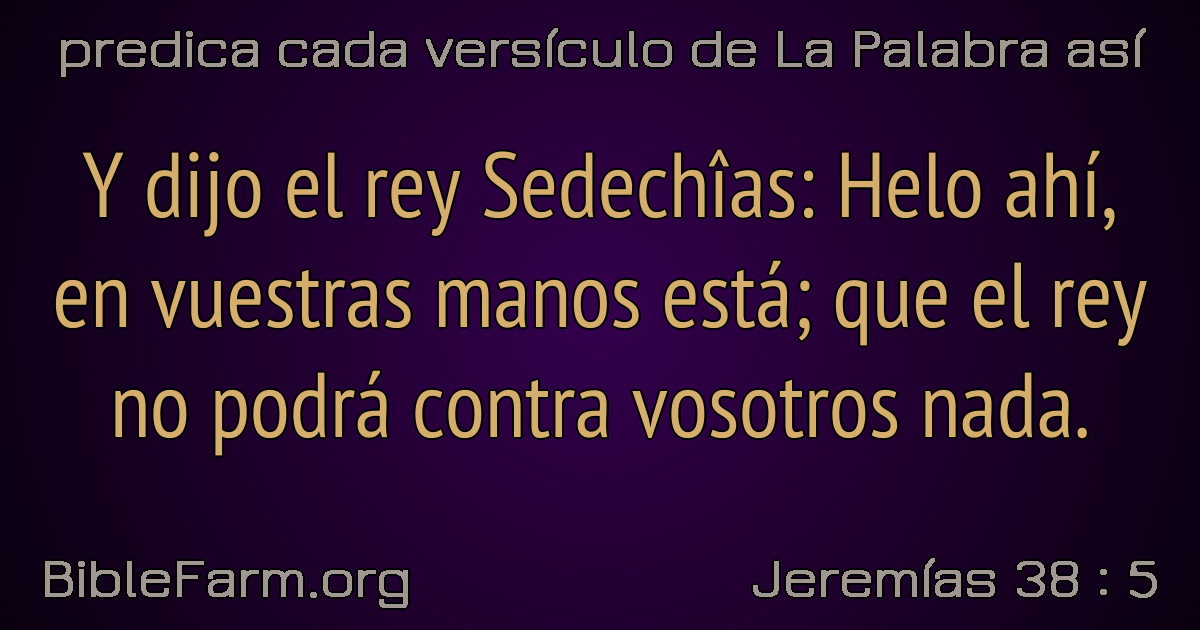 predica cada versículo de La Palabra así
Y dijo el rey Sedechîas: Helo ahí,
en vuestras manos está; que el rey
no podrá contra vosotros nada.
BibleFarm.org
Jeremías 38 : 5